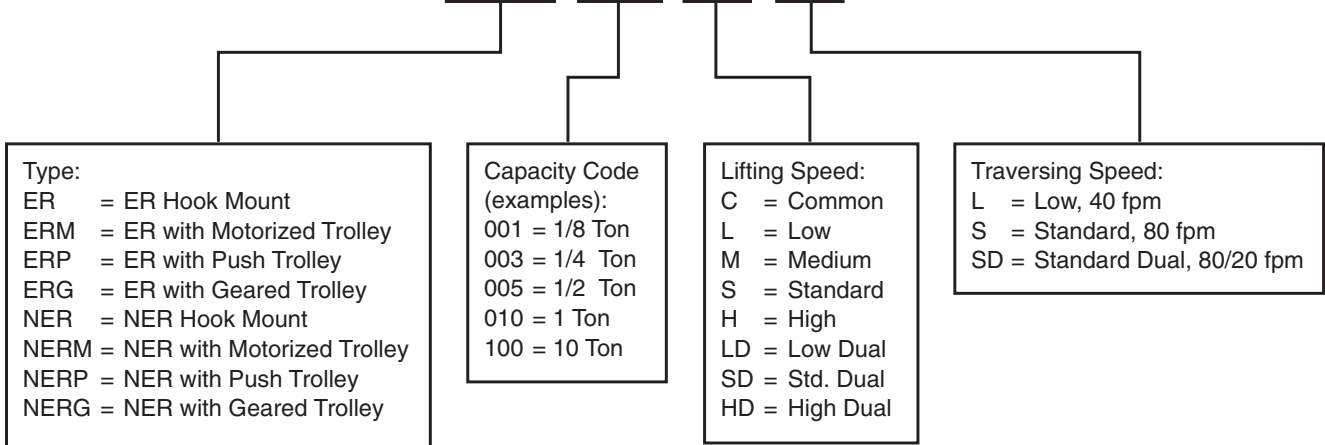 Type:
ER = ER Hook Mount
ERM = ER with Motorized Trolley
ERP = ER with Push Trolley
ERG = ER with Geared Trolley
NER = NER Hook Mount
NERM = NER with Motorized Trolley
NERP = NER with Push Trolley
NERG = NER with Geared Trolley
Capacity Code
(examples):
001 = 1/8 Ton
003 = 1/4 Ton
005 = 1/2 Ton
010 = 1 Ton
100 = 10 Ton
Lifting Speed:
C = Common
L = Low
M = Medium
S = Standard
H = High
LD = Low Dual
SD = Std. Dual
HD = High Dual
Traversing Speed:
L = Low, 40 fpm
S = Standard, 80 fpm
SD = Standard Dual, 80/20 fpm